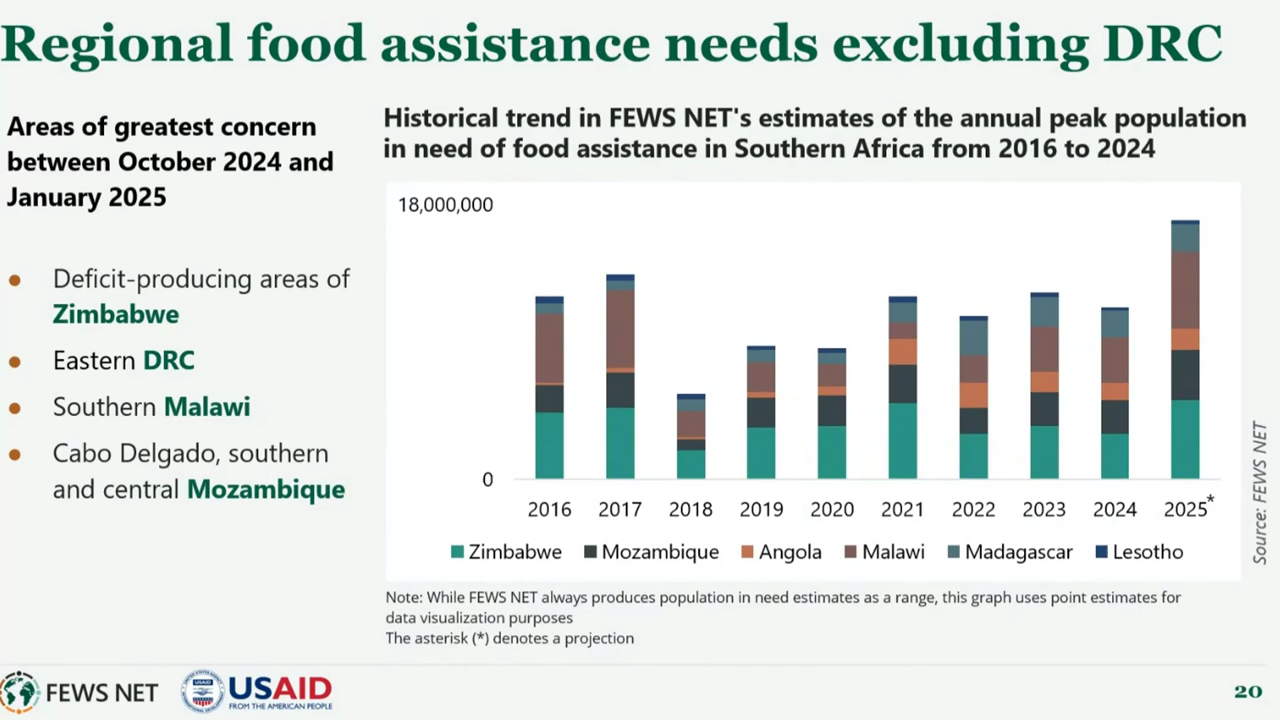 Regional food assistance needs excluding DRC
Areas of greatest concern
between October 2024 and
January 2025
● Deficit-producing areas of
Zimbabwe
● Eastern DRC
● Southern Malawi
● Cabo Delgado, southern
and central Mozambique
Historical trend in FEWS NET's estimates of the annual peak population
in need of food assistance in Southern Africa from 2016 to 2024
18,000,000
0
2016 2017 2018 2019 2020 2021 2022 2023 2024 2025*
Zimbabwe Mozambique Angola Malawi Madagascar Lesotho
Source: FEWS NET
Note: While FEWS NET always produces population in need estimates as a range, this graph uses point estimates for
data visualization purposes
The asterisk (*) denotes a projection
FEWS NET
USAID
FROM THE AMERICAN PEOPLE
20